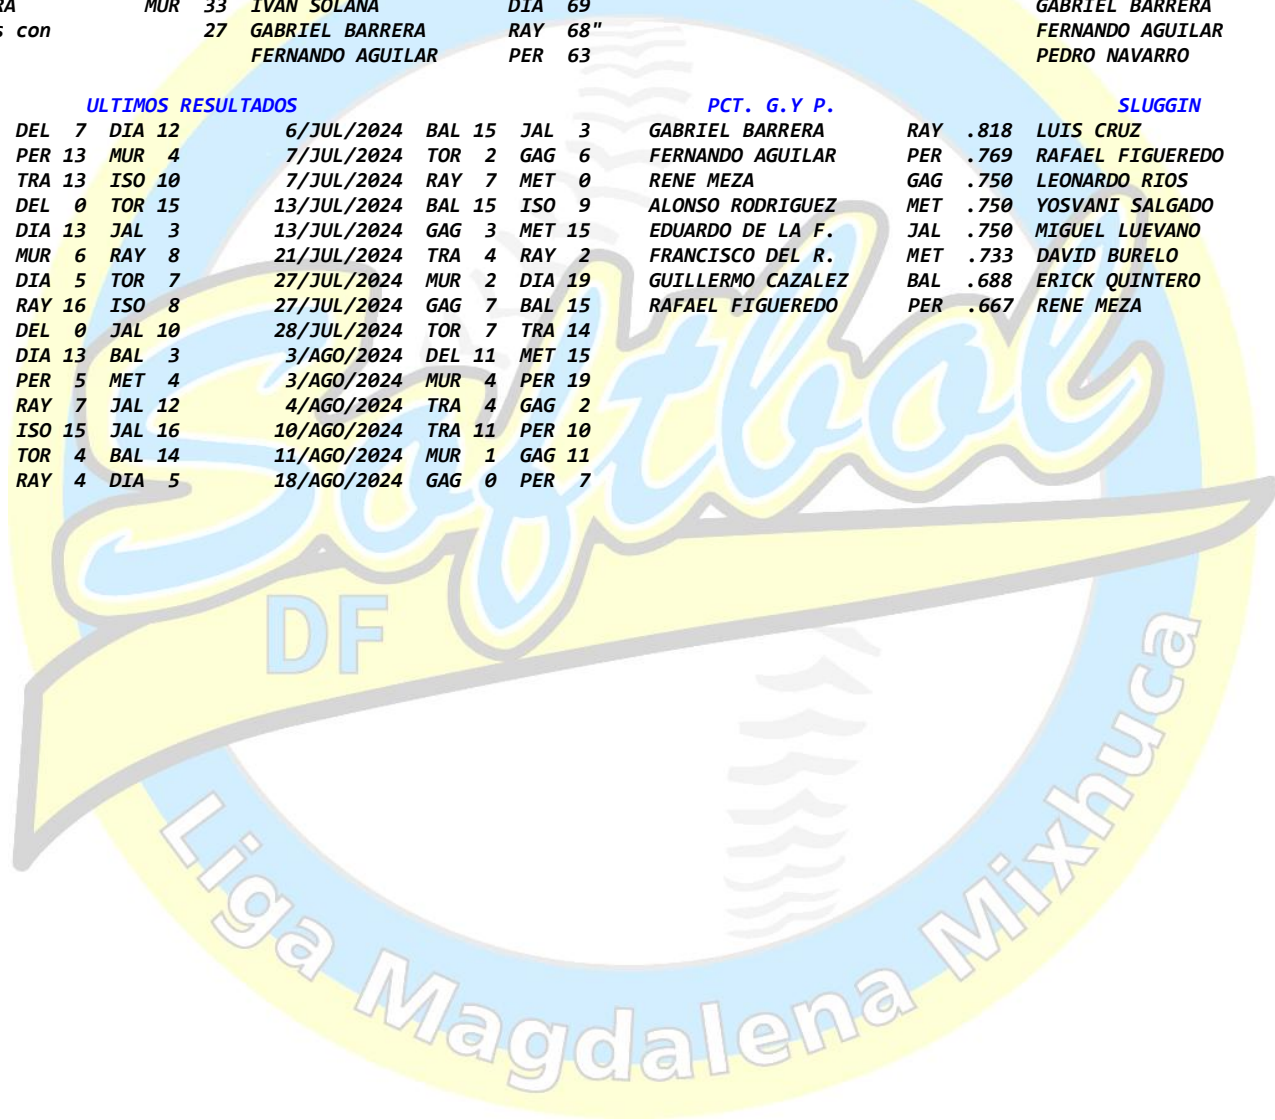 RA MUR 33 IVAN SOLANA DIA 69 GABRIEL BARRERA
s con 27 GABRIEL BARRERA RAY 68" FERNANDO AGUILAR
FERNANDO AGUILAR PER 63 PEDRO NAVARRO
ULTIMOS RESULTADOS PCT. G.Y P. SLUGGIN
DEL 7 DIA 12 6/JUL/2024 BAL 15 JAL 3 GABRIEL BARRERA RAY .818 LUIS CRUZ
PER 13 MUR 4 7/JUL/2024 TOR 2 GAG 6 FERNANDO AGUILAR PER .769 RAFAEL FIGUEREDO
TRA 13 ISO 10 7/JUL/2024 RAY 7 MET 0 RENE MEZA GAG .750 LEONARDO RIOS
DEL 0 TOR 15 13/JUL/2024 BAL 15 ISO 9 ALONSO RODRIGUEZ MET .750 YOSVANI SALGADO
DIA 13 JAL 3 13/JUL/2024 GAG 3 MET 15 EDUARDO DE LA F. JAL .750 MIGUEL LUEVANO
MUR 6 RAY 8 21/JUL/2024 TRA 4 RAY 2 FRANCISCO DEL R. MET .733 DAVID BURELO
DIA 5 TOR 7 27/JUL/2024 MUR 2 DIA 19 GUILLERMO CAZALEZ BAL .688 ERICK QUINTERO
RAY 16 ISO 8 27/JUL/2024 GAG 7 BAL 15 RAFAEL FIGUEREDO PER .667 RENE MEZA
DEL 0 JAL 10 28/JUL/2024 TOR 7 TRA 14
DIA 13 BAL 3 3/AGO/2024 DEL 11 MET 15
PER 5 MET 4 3/AGO/2024 MUR 4 PER 19
RAY 7 JAL 12 4/AGO/2024 TRA 4 GAG 2
ISO 15 JAL 16 10/AGO/2024 TRA 11 PER 10
TOR 4 BAL 14 11/AGO/2024 MUR 1 GAG 11
RAY 4 DIA 5 18/AGO/2024 GAG 0 PER 7
Softbol
DF
Liga Magdalena Mixhuca